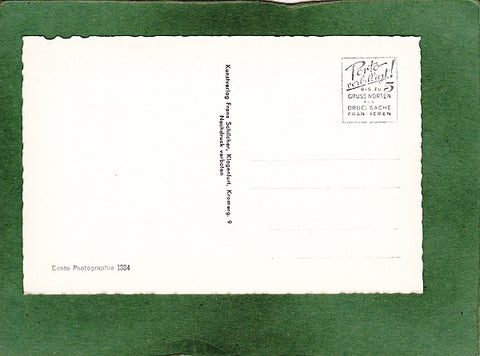 Kunstverlag Franz Schilcher, Klagenfurt, Kramerg. 9
Nachdruck verboten
Porto
verbilligt!
BIS ZU 5
GRUSSWORTEN
ALS
DRUCKSACHE
FRANKIEREN
Echte Photographie 1384